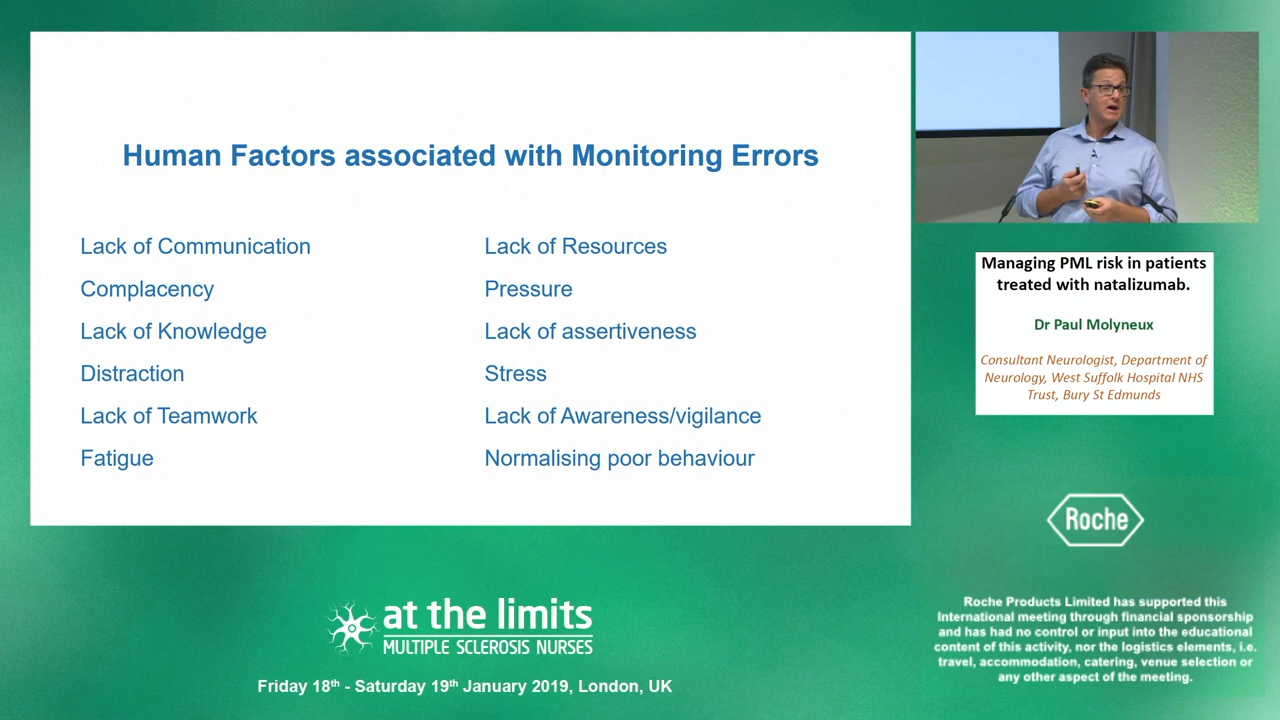 Human Factors associated with Monitoring Errors
Lack of Communication
Complacency
Lack of Knowledge
Distraction
Lack of Teamwork
Fatigue
Lack of Resources
Pressure
Lack of assertiveness
Stress
Lack of Awareness/vigilance
Normalising poor behaviour
Managing PML risk in patients
treated with natalizumab.
Dr Paul Molyneux
Consultant Neurologist, Department of
Neurology, West Suffolk Hospital NHS
Trust, Bury St Edmunds
Roche
Roche Products Limited has supported this
International meeting through financial sponsorship
and has had no control or input into the educational
content of this activity, nor the logistics elements, i.e.
travel, accommodation, catering, venue selection or
any other aspect of the meeting.
at the limits
MULTIPLE SCLEROSIS NURSES
Friday 18th - Saturday 19th January 2019, London, UK